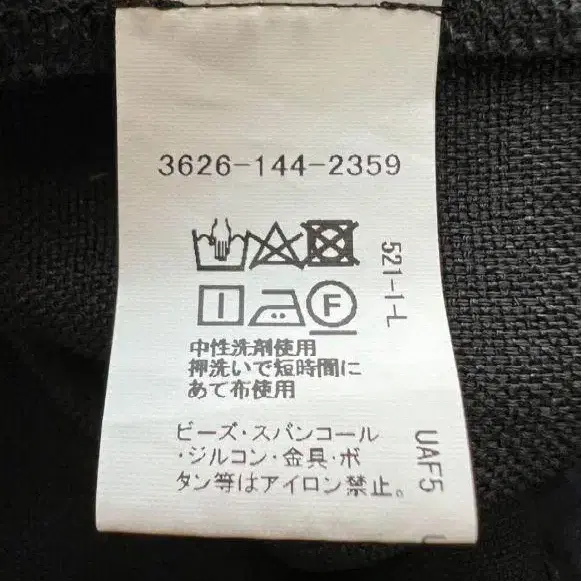 3626-144-2359
521-I-L
F
中性洗剤使用
押洗いで短時間に
あて布使用
ビーズ・スパンコール
・ジルコン・金具・ボ
タン等はアイロン禁止。
UAF5